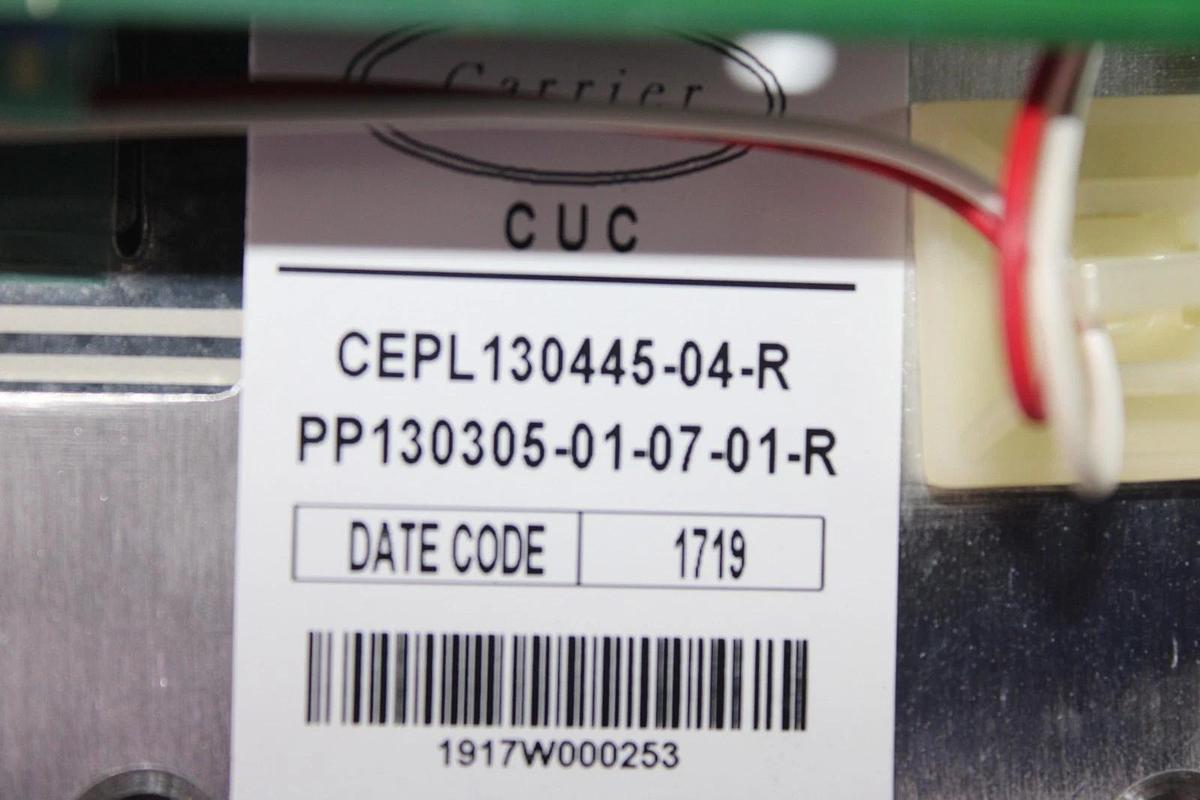 Carrier
CUC
CEPL130445-04-R
PP130305-01-07-01-R
DATE CODE 1719
1917W000253